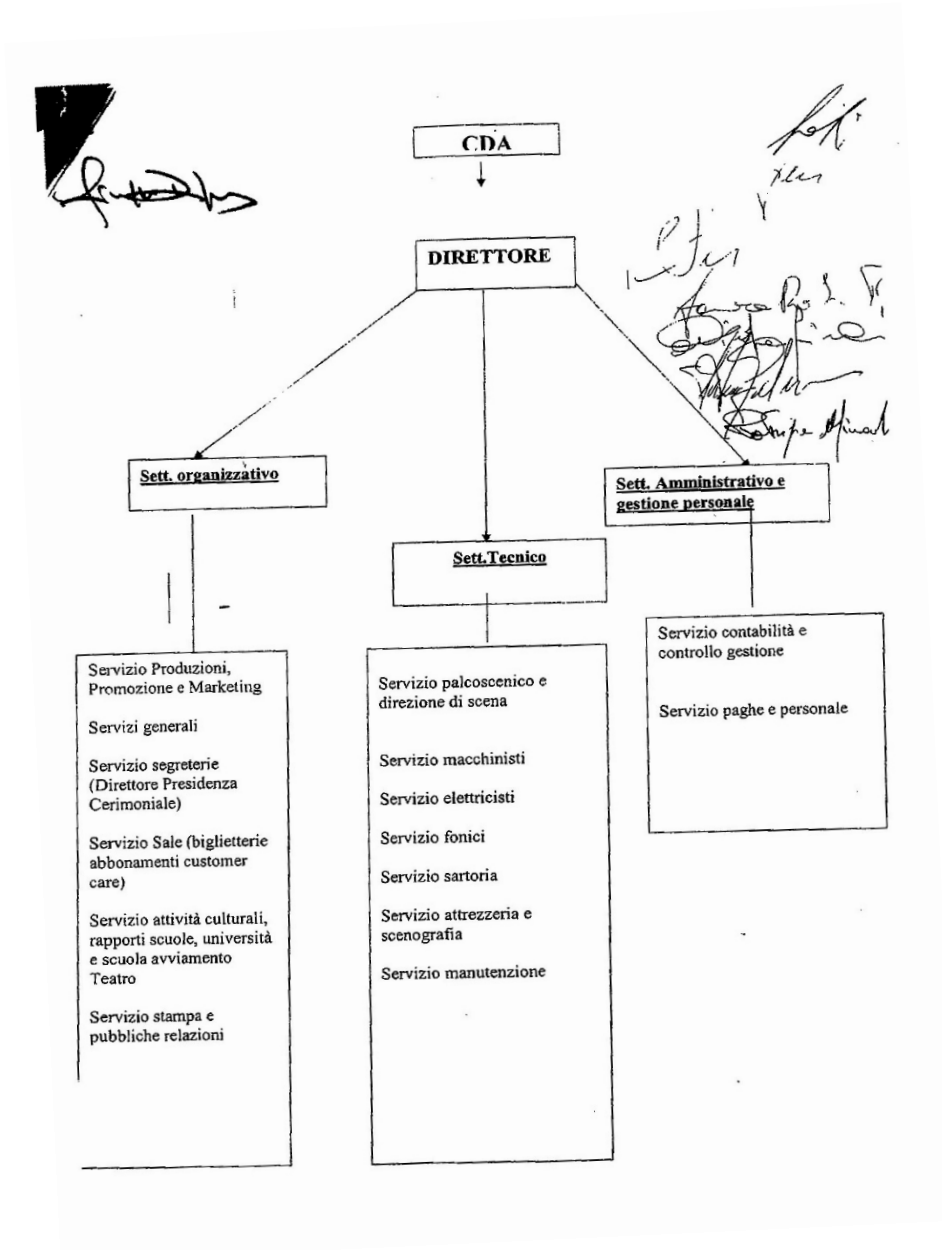 CDA
DIRETTORE
Sett. organizzativo
Sett. Amministrativo e
gestione personale
Sett.Tecnico
Servizio Produzioni,
Promozione e Marketing
Servizi generali
Servizio segreterie
(Direttore Presidenza
Cerimoniale)
Servizio Sale (biglietterie
abbonamenti customer
care)
Servizio attività culturali,
rapporti scuole, università
e scuola avviamento
Teatro
Servizio stampa e
pubbliche relazioni
Servizio palcoscenico e
direzione di scena
Servizio macchinisti
Servizio elettricisti
Servizio fonici
Servizio sartoria
Servizio attrezzeria e
scenografia
Servizio manutenzione
Servizio contabilità e
controllo gestione
Servizio paghe e personale